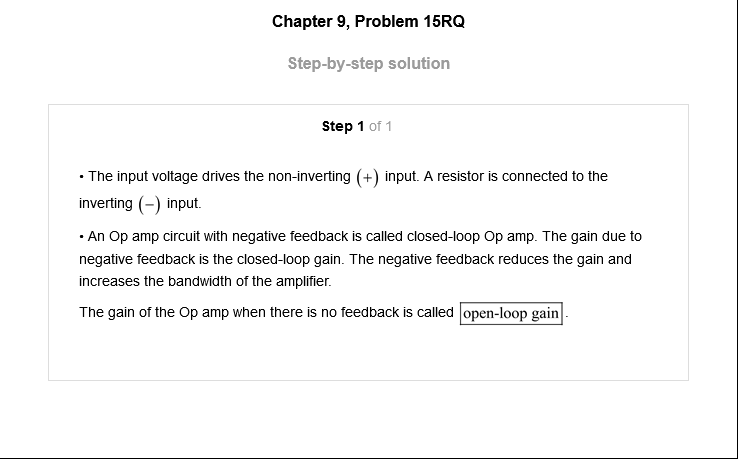 Chapter 9, Problem 15RQ
Step-by-step solution
Step 1 of 1
• The input voltage drives the non-inverting (+) input. A resistor is connected to the
inverting (−) input.
• An Op amp circuit with negative feedback is called closed-loop Op amp. The gain due to
negative feedback is the closed-loop gain. The negative feedback reduces the gain and
increases the bandwidth of the amplifier.
The gain of the Op amp when there is no feedback is called open-loop gain.